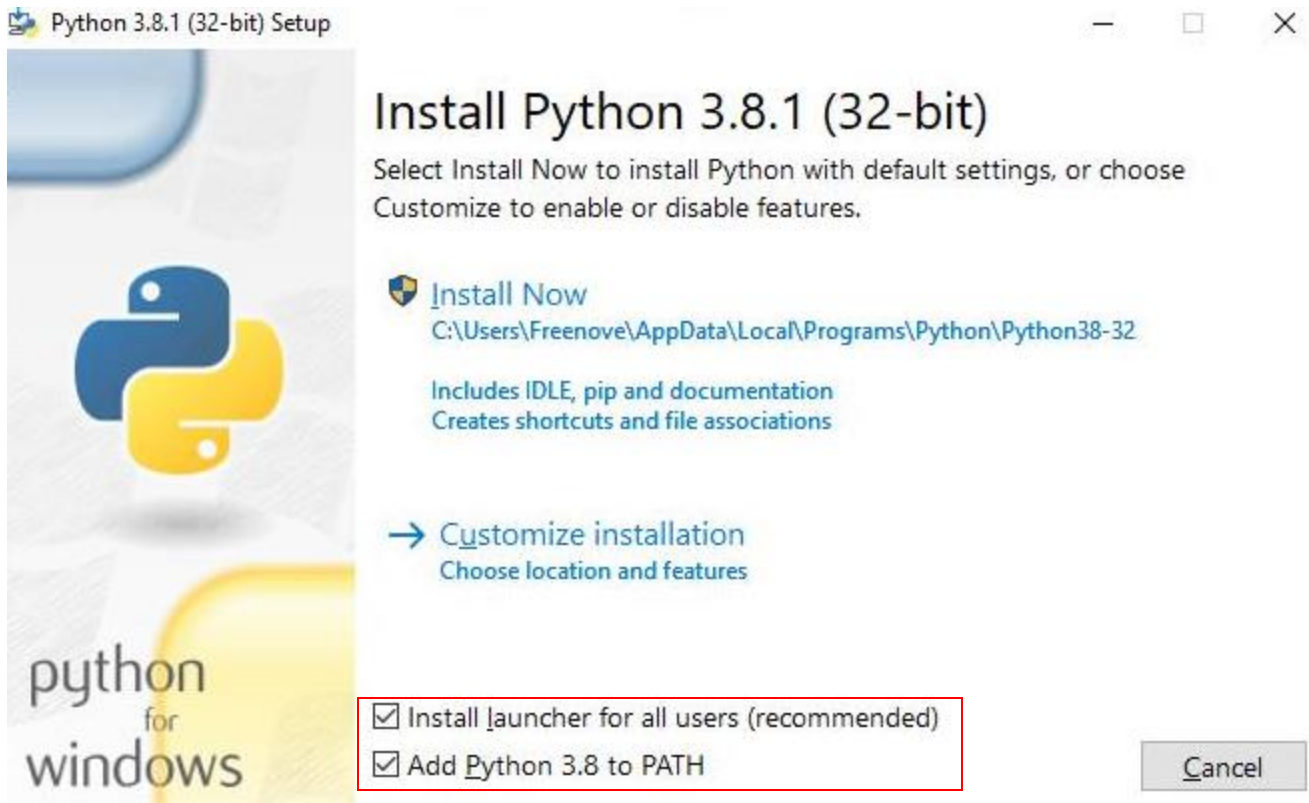 Python 3.8.1 (32-bit) Setup
Install Python 3.8.1 (32-bit)
Select Install Now to install Python with default settings, or choose
Customize to enable or disable features.
Install Now
C:\Users\Freenove\AppData\Local\Programs\Python\Python38-32
Includes IDLE, pip and documentation
Creates shortcuts and file associations
Customize installation
Choose location and features
python
for
windows
Install launcher for all users (recommended)
Add Python 3.8 to PATH
Cancel